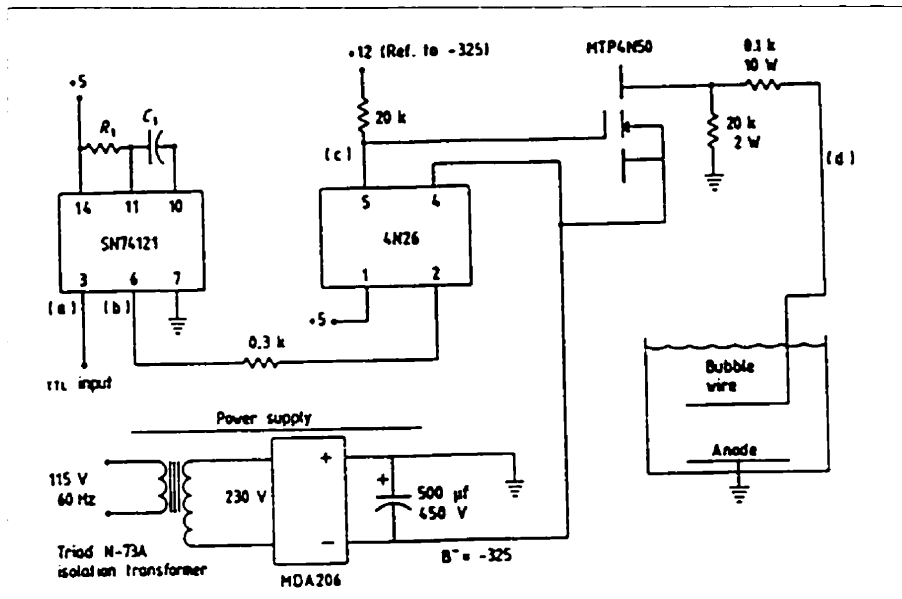 +12 (Ref. to -325)
MTP4N50
0.1 k
10 W
+5
R₁
C₁
20 k
20 k
2 W
(c)
(d)
14
11
10
5
4
SN74121
4N26
3
6
7
1
2
(a)
(b)
+5
0.3 k
TTL input
Bubble
wire
Power supply
Anode
115 V
60 Hz
230 V
+
+
500 µf
450 V
-
Triad N-73A
isolation transformer
B⁻= -325
MDA206